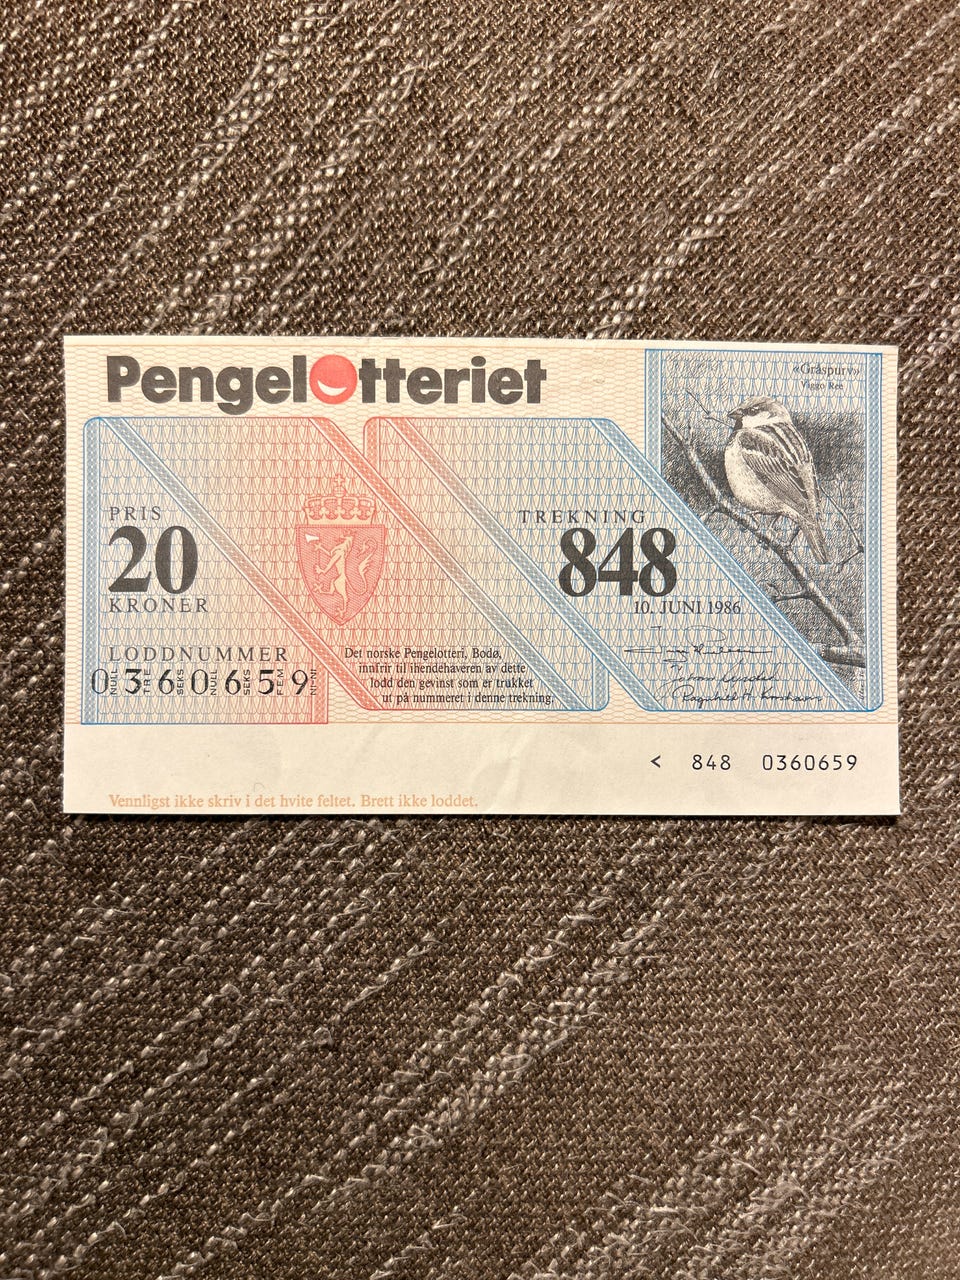 Pengelotteriet
«Gråspurv»
Viggo Ree
PRIS
20
KRONER
TREKNING
848
10. JUNI 1986
LODDNUMMER
0 3 6 0 6 5 9
NULL TRE SEKS NULL SEKS FEM NI-NI
Det norske Pengelotteri, Bodø,
innfrir til ihendehaveren av dette
lodd den gevinst som er trukket
ut på nummeret i denne trekning.
< 848 0360659
Vennligst ikke skriv i det hvite feltet. Brett ikke loddet.